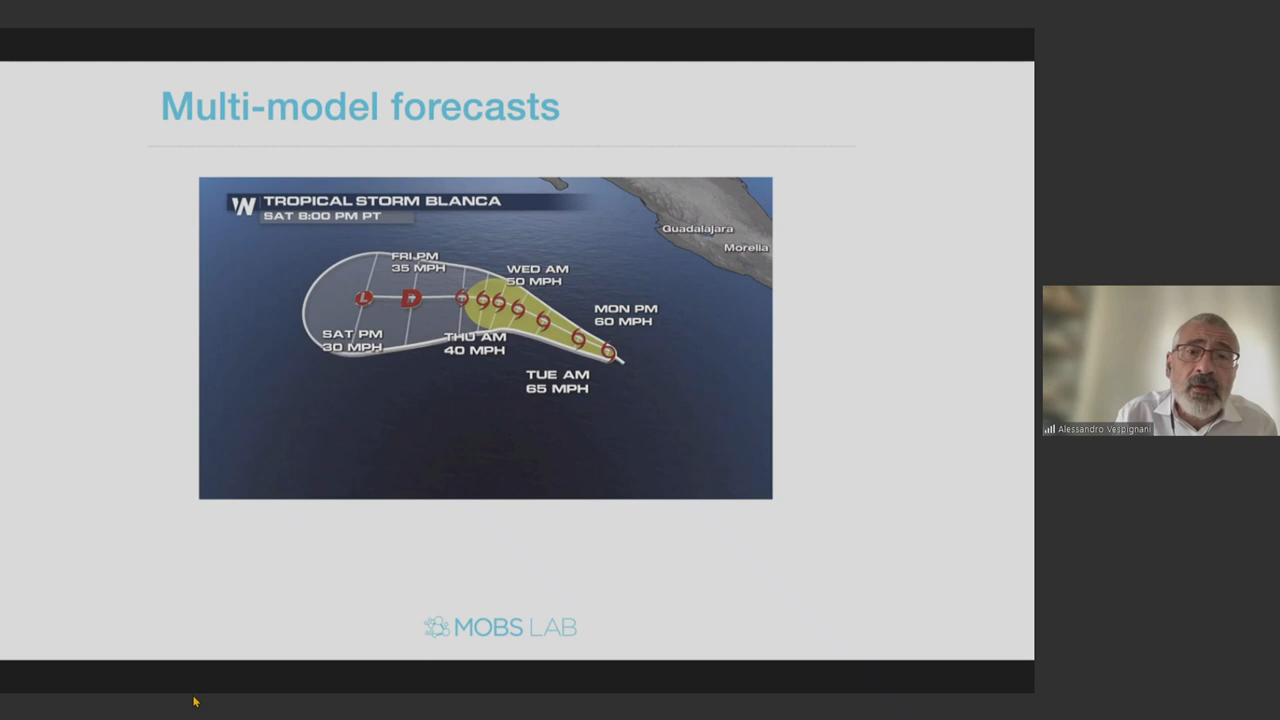 Multi-model forecasts
W
TROPICAL STORM BLANCA
SAT 8:00 PM PT
Guadalajara
Morelia
FRI PM
35 MPH
WED AM
50 MPH
MON PM
60 MPH
L
D
SAT PM
30 MPH
THU AM
40 MPH
TUE AM
65 MPH
Alessandro Vespignani
MOBS LAB